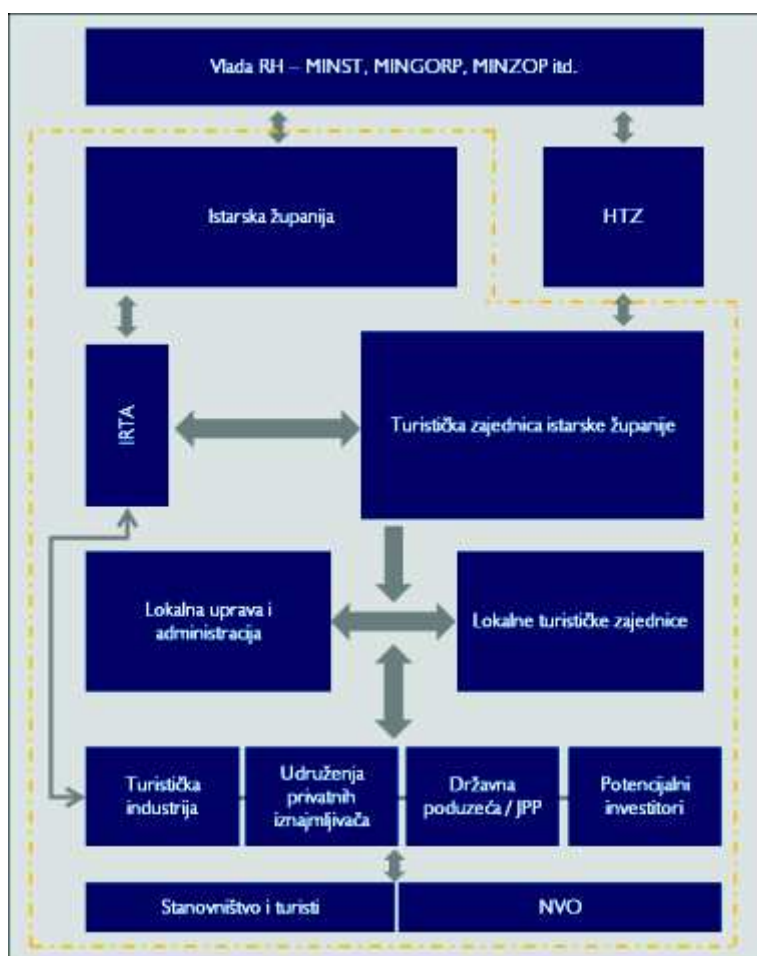 Vlada RH – MINST, MINGORP, MINZOP itd.
Istarska županija
HTZ
IRTA
Turistička zajednica istarske županije
Lokalna uprava i
administracija
Lokalne turističke zajednice
Turistička
industrija
Udruženja
privatnih
iznajmljivača
Državna
poduzeća / JPP
Potencijalni
investitori
Stanovništvo i turisti
NVO